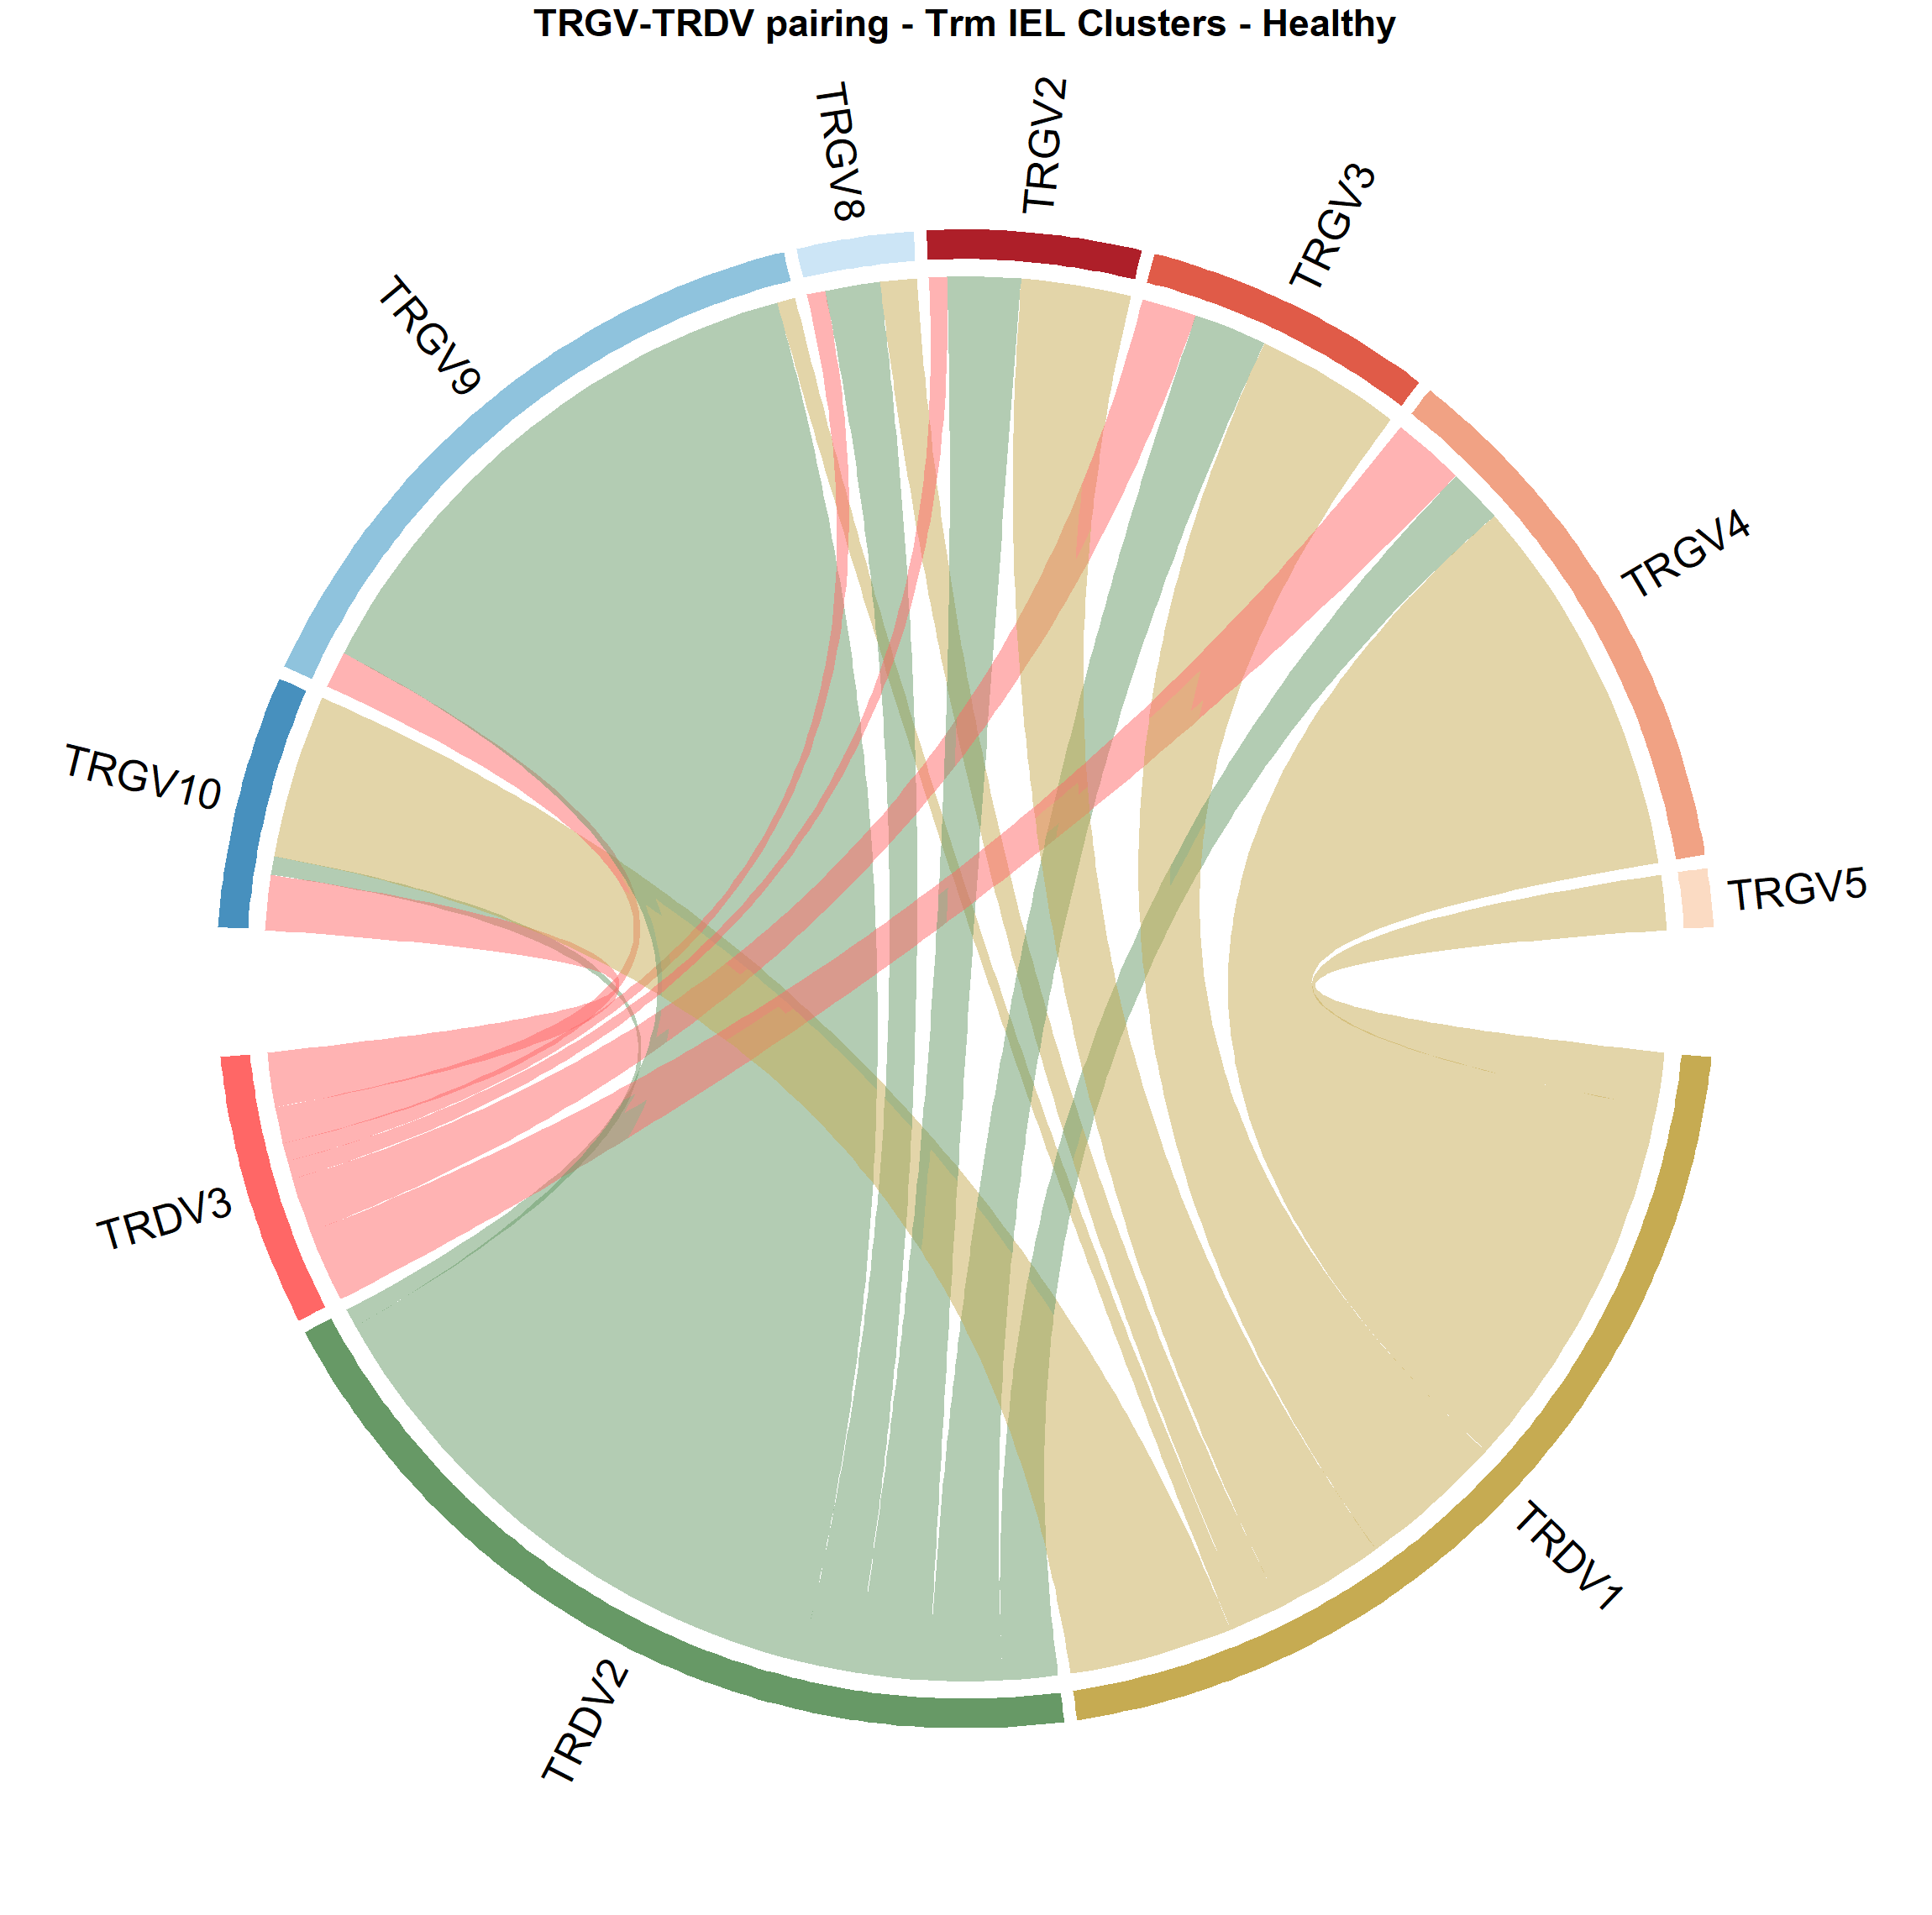 TRGV-TRDV pairing - Trm IEL Clusters - Healthy
TRGV8
TRGV2
TRGV3
TRGV9
TRGV4
TRGV10
TRGV5
TRDV3
TRDV1
TRDV2